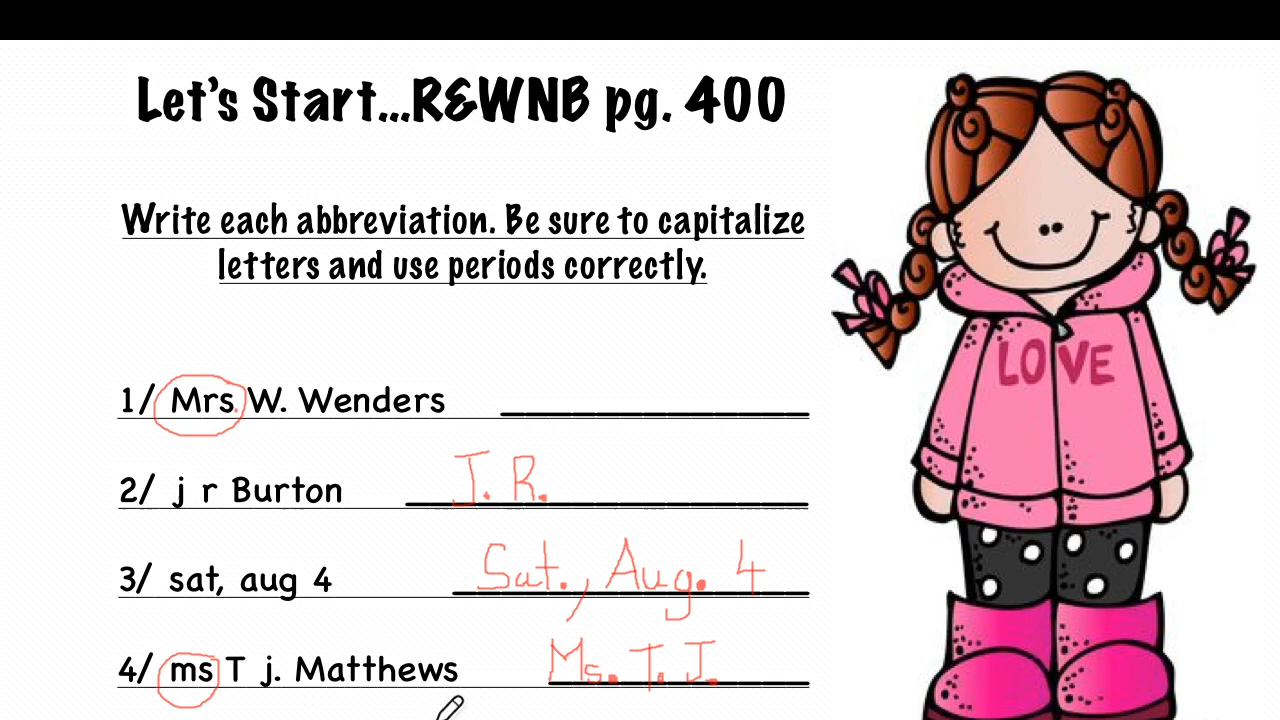 Let's Start...R&WNB pg. 400
Write each abbreviation. Be sure to capitalize
letters and use periods correctly.
1/ Mrs. W. Wenders
2/ j r Burton J. R.
3/ sat, aug 4 Sat., Aug. 4
4/ ms T j. Matthews Ms. T. J.
LOVE